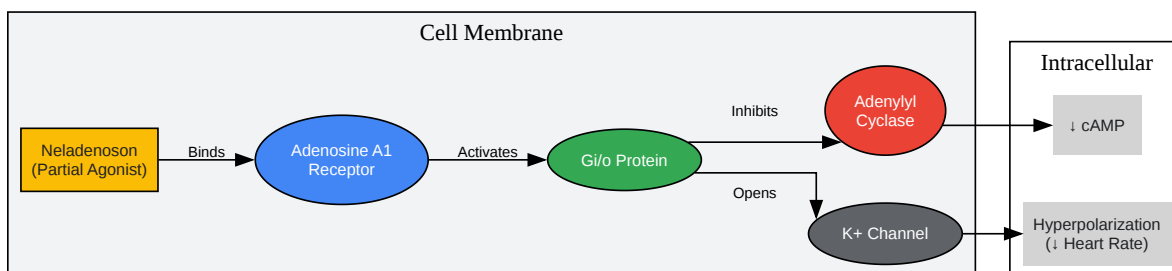 Cell Membrane
Neladenoson
(Partial Agonist)
Binds
Adenosine A1
Receptor
Activates
Gi/o Protein
Inhibits
Opens
Adenylyl
Cyclase
K+ Channel
Intracellular
↓ cAMP
Hyperpolarization
(↓ Heart Rate)